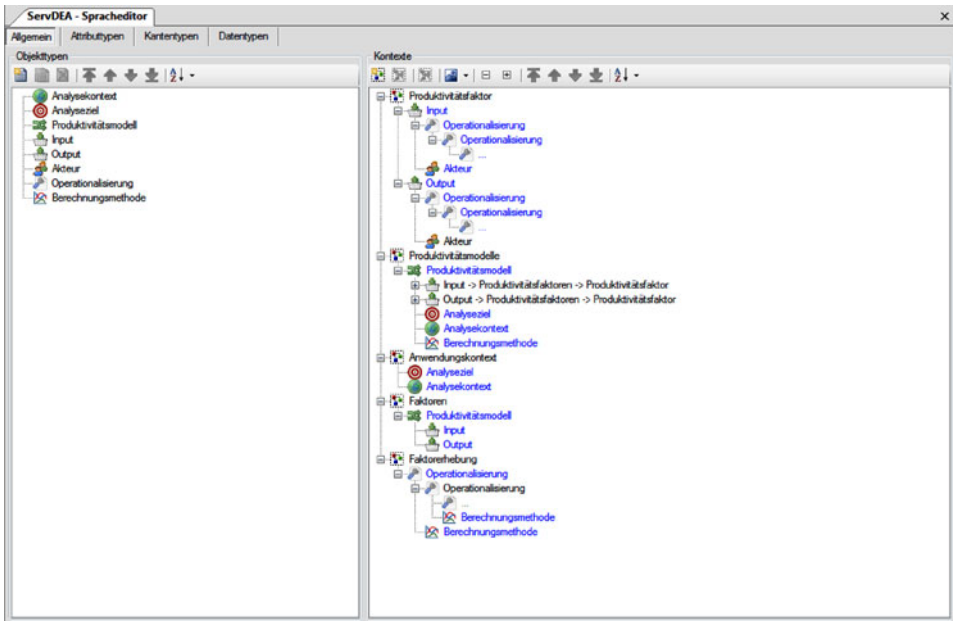 ServDEA - Spracheditor
Allgemein Attributtypen Kantentypen Datentypen
Objekttypen
Analysekontext
Analyseziel
Produktivitätsmodell
Input
Output
Akteur
Operationalisierung
Berechnungsmethode
Kontexte
Produktivitätsfaktor
Input
Operationalisierung
Operationalisierung
...
Akteur
Output
Operationalisierung
Operationalisierung
...
Akteur
Produktivitätsmodelle
Produktivitätsmodell
Input -> Produktivitätsfaktoren -> Produktivitätsfaktor
Output -> Produktivitätsfaktoren -> Produktivitätsfaktor
Analyseziel
Analysekontext
Berechnungsmethode
Anwendungskontext
Analyseziel
Analysekontext
Faktoren
Produktivitätsmodell
Input
Output
Faktorerhebung
Operationalisierung
Operationalisierung
...
Berechnungsmethode
Berechnungsmethode